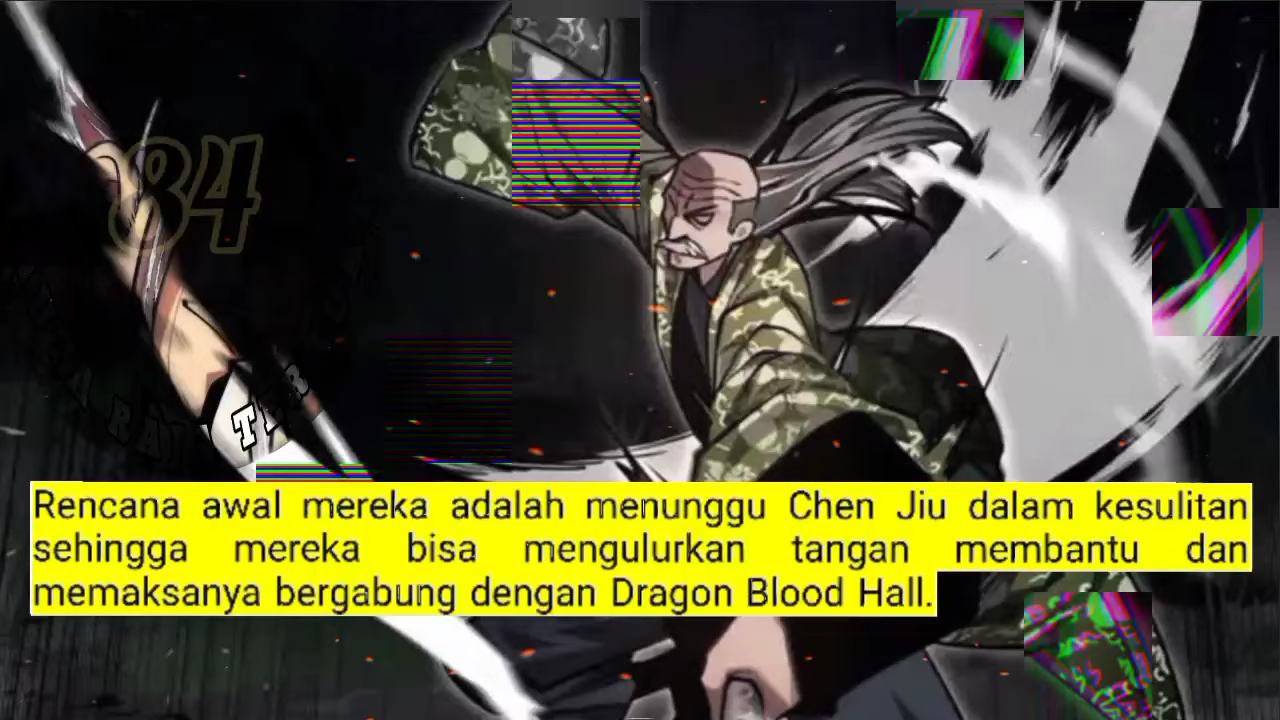 84
Rencana awal mereka adalah menunggu Chen Jiu dalam kesulitan
sehingga mereka bisa mengulurkan tangan membantu dan
memaksanya bergabung dengan Dragon Blood Hall.